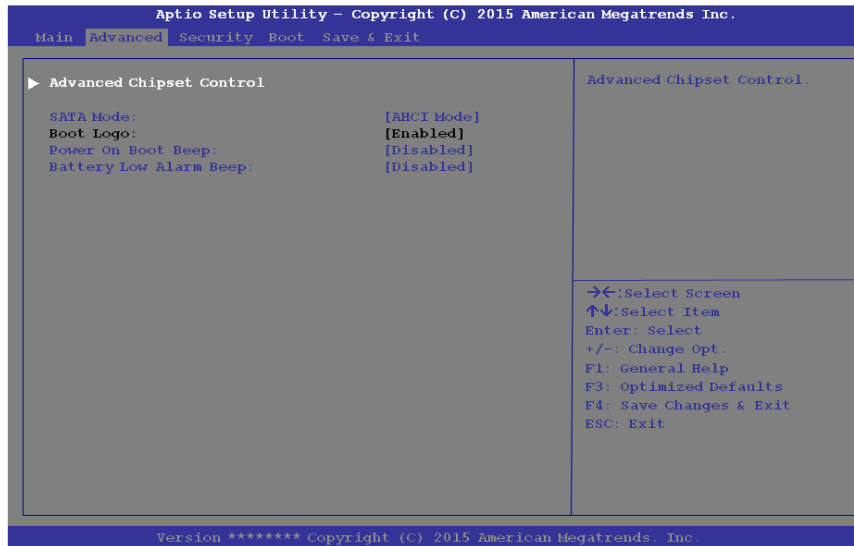 Aptio Setup Utility – Copyright (C) 2015 American Megatrends Inc.
Main Advanced Security Boot Save & Exit
▶ Advanced Chipset Control
SATA Mode: [AHCI Mode]
Boot Logo: [Enabled]
Power On Boot Beep: [Disabled]
Battery Low Alarm Beep: [Disabled]
Advanced Chipset Control.
→←:Select Screen
↑↓:Select Item
Enter: Select
+/-: Change Opt.
F1: General Help
F3: Optimized Defaults
F4: Save Changes & Exit
ESC: Exit
Version ******** Copyright (C) 2015 American Megatrends. Inc.